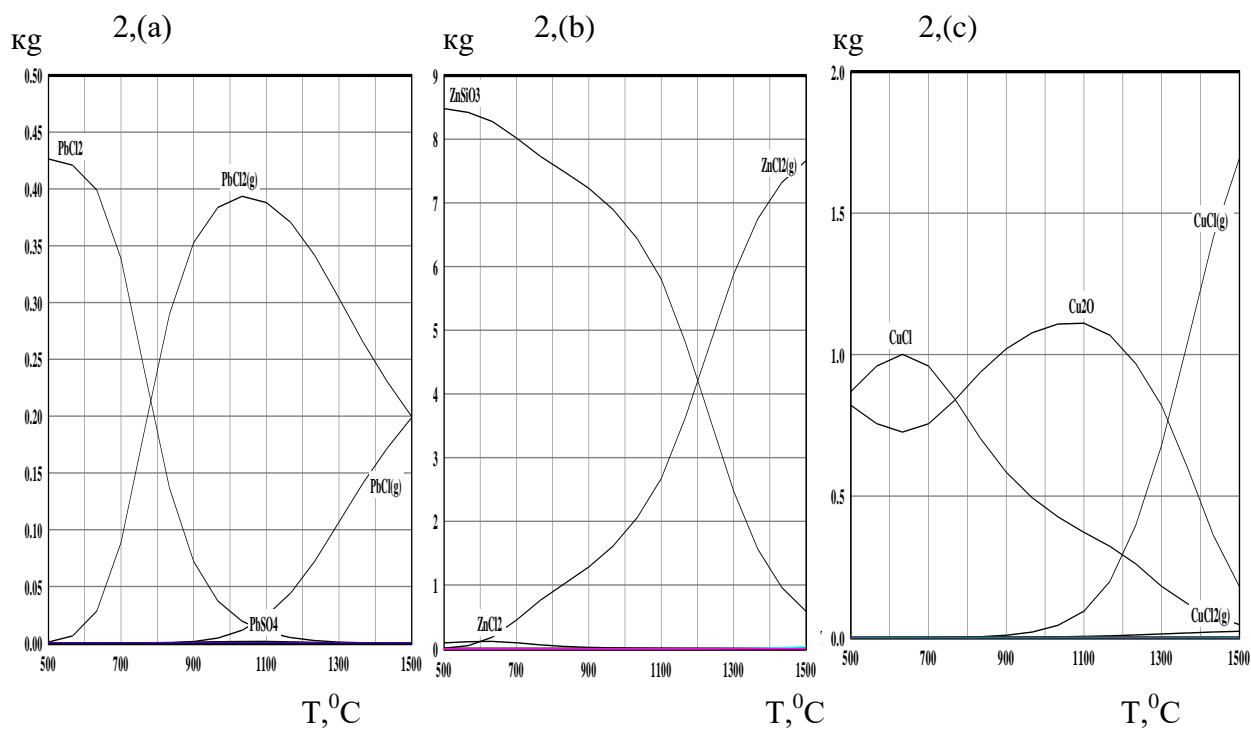 2,(a)
кg
0.50
0.45
0.40
0.35
0.30
0.25
0.20
0.15
0.10
0.05
0.00
PbCl2
PbCl2(g)
PbCl(g)
PbSO4
500 700 900 1100 1300 1500
T,⁰C
2,(b)
кg
9
8
7
6
5
4
3
2
1
0
ZnSiO3
ZnCl2(g)
ZnCl2
500 700 900 1100 1300 1500
T,⁰C
2,(c)
кg
2.0
1.5
1.0
0.5
0.0
CuCl(g)
Cu2O
CuCl
CuCl2(g)
500 700 900 1100 1300 1500
T,⁰C